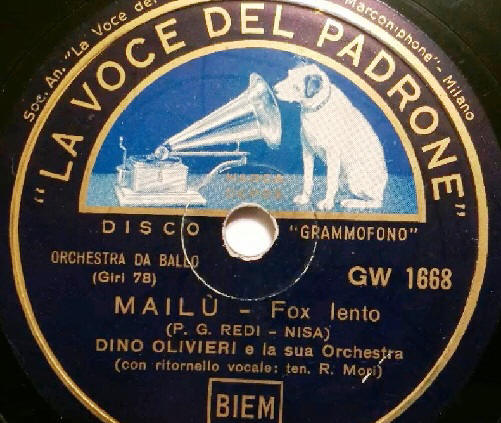 Soc. An. "La Voce del
Marconiphone"- Milano
"LA VOCE DEL PADRONE"
DISCO "GRAMMOFONO"
ORCHESTRA DA BALLO
(Giri 78)
GW 1668
MAILÙ - Fox lento
(P. G. REDI - NISA)
DINO OLIVIERI e la sua Orchestra
(con ritornello vocale: ten. R. Mori)
BIEM